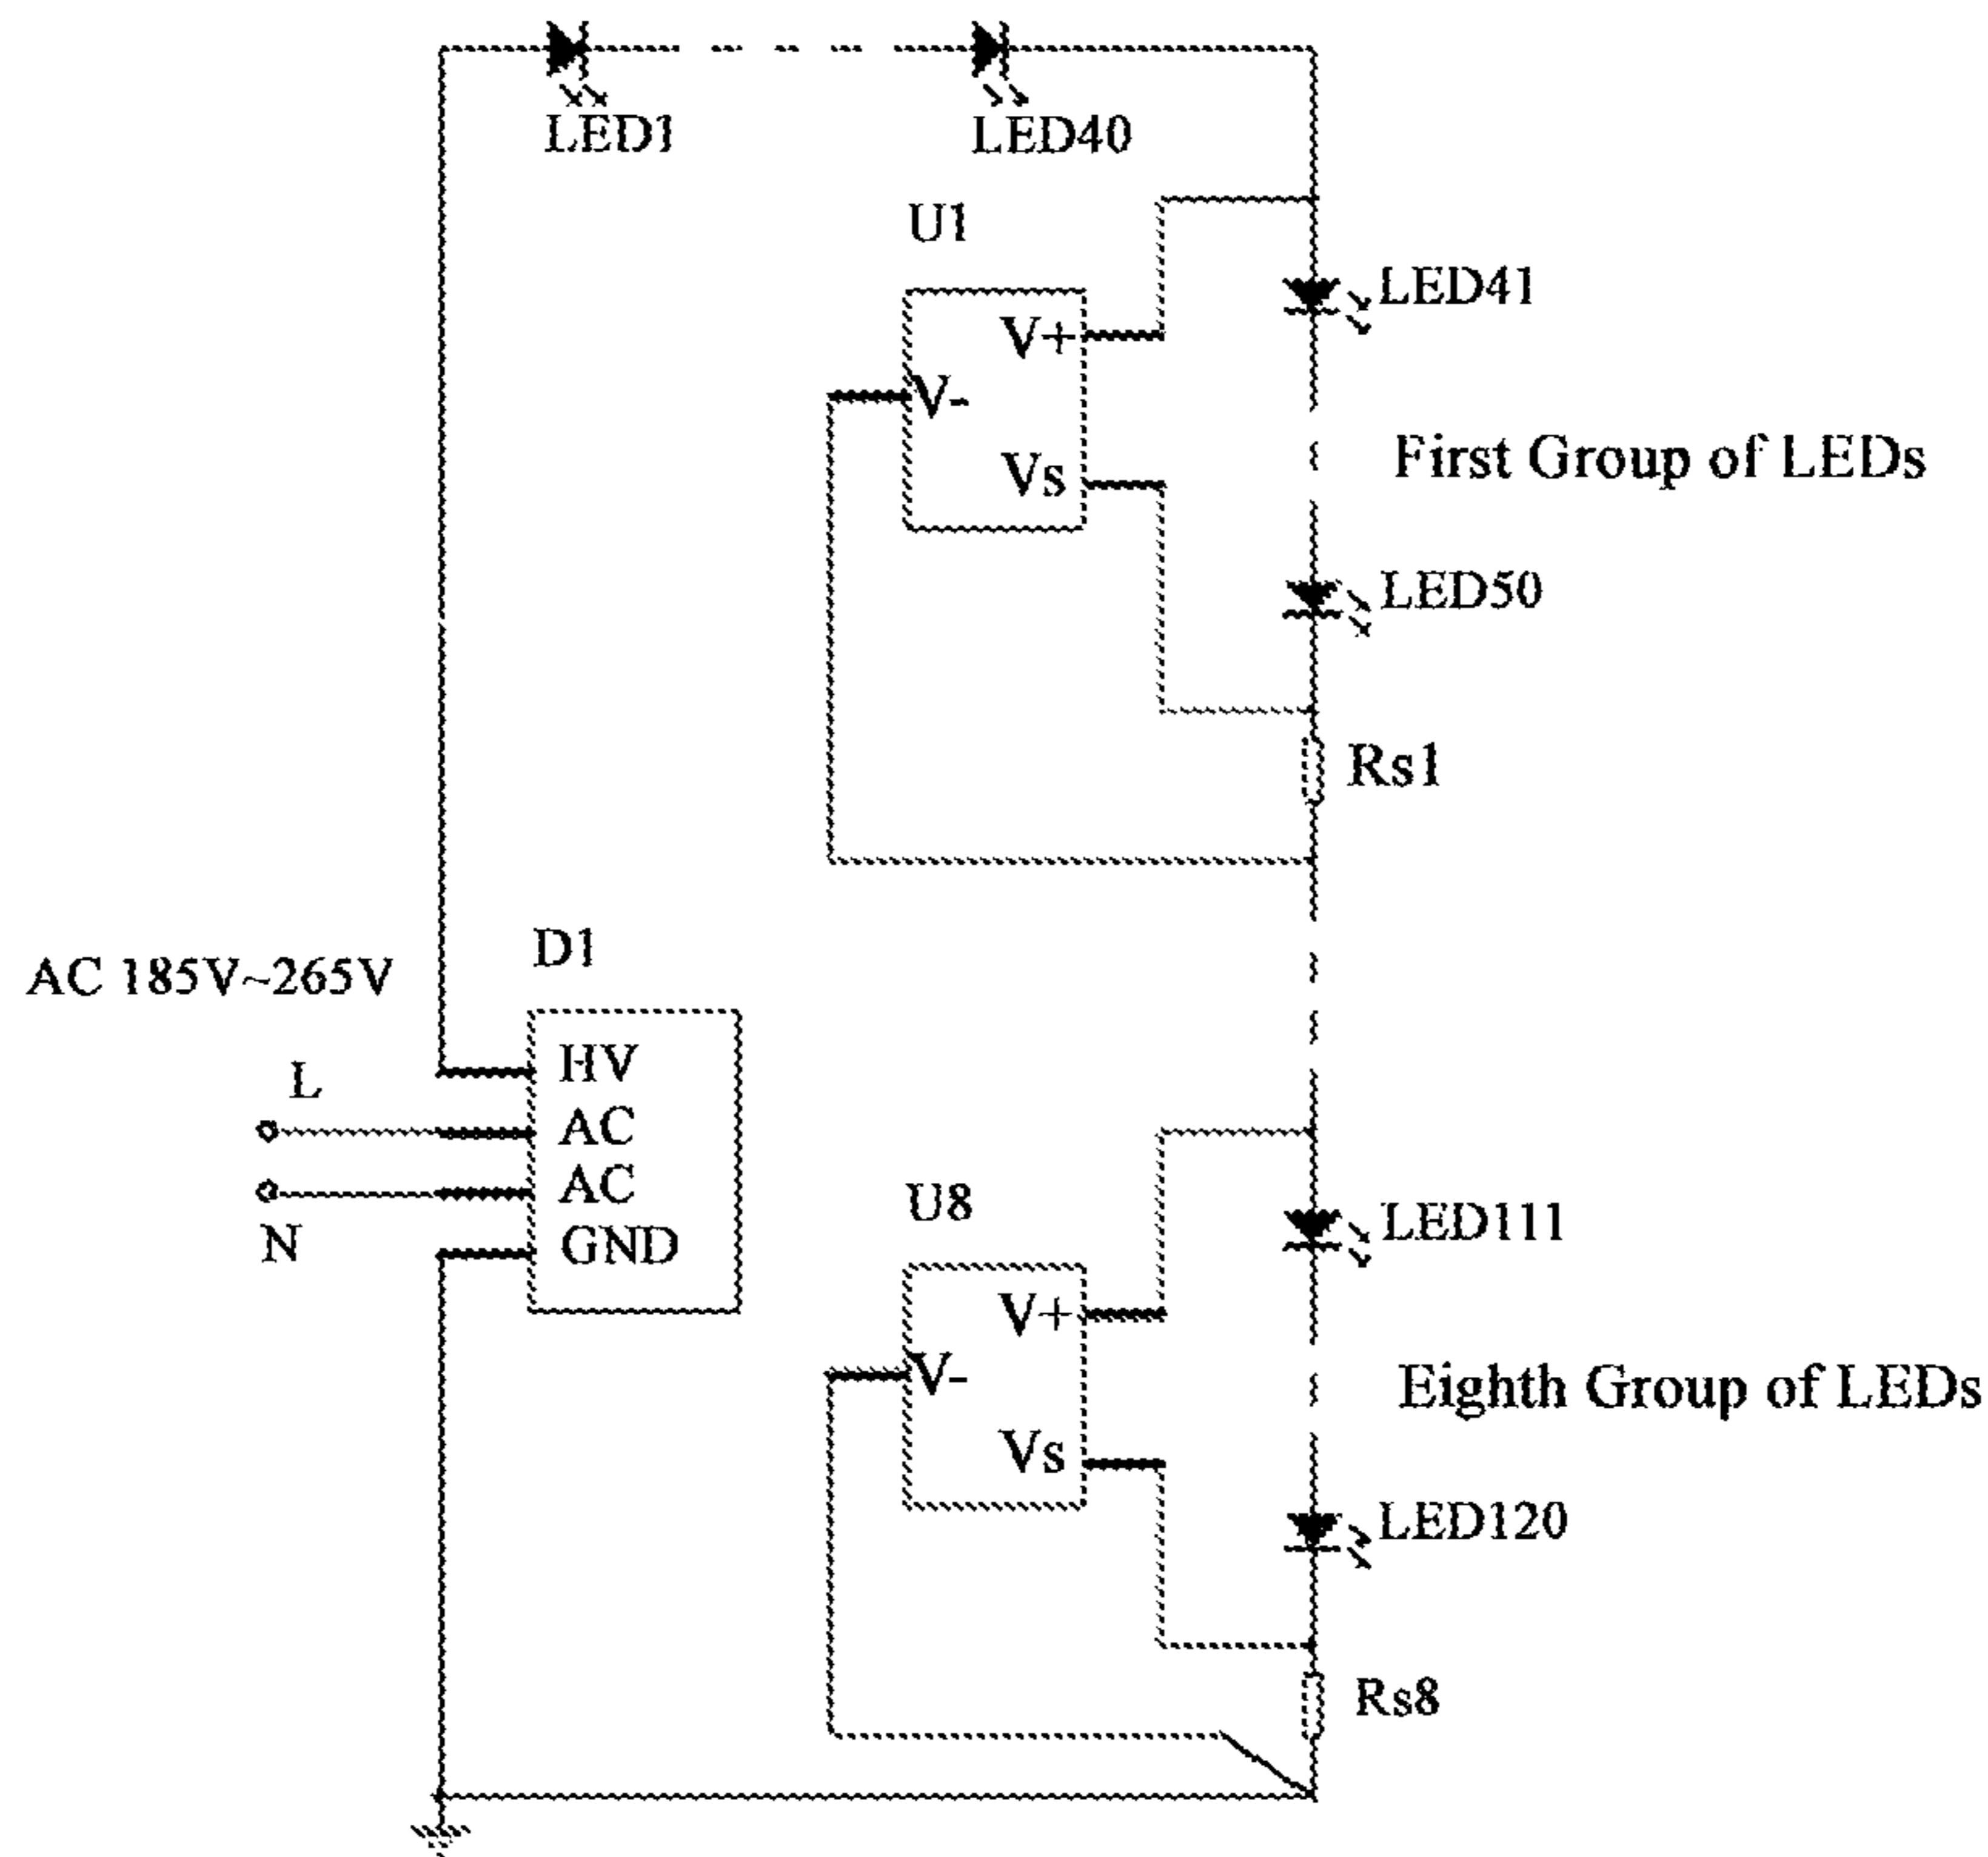 LED1
LED40
U1
LED41
V+
V-
First Group of LEDs
Vs
LED50
Rs1
D1
AC 185V~265V
HV
L
AC
AC
N
GND
U8
LED111
V+
V-
Eighth Group of LEDs
Vs
LED120
Rs8